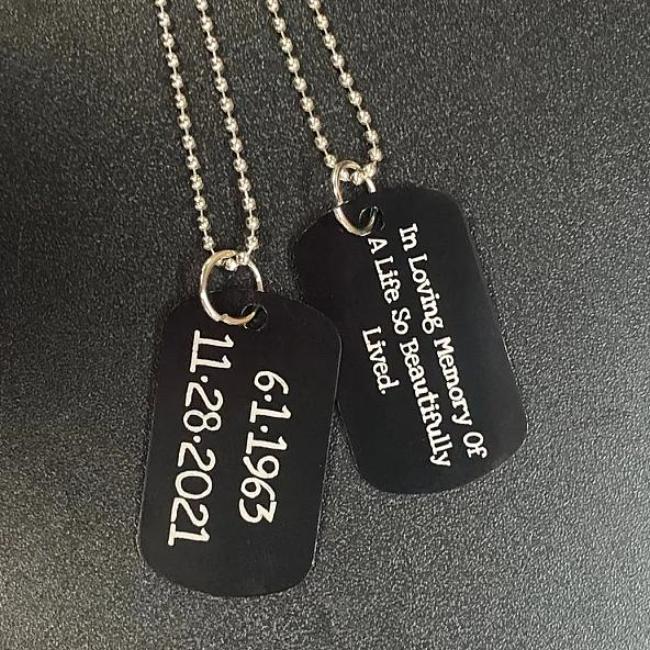 6.1.1963
11.28.2021
In Loving Memory Of
A Life So Beautifully
Lived.